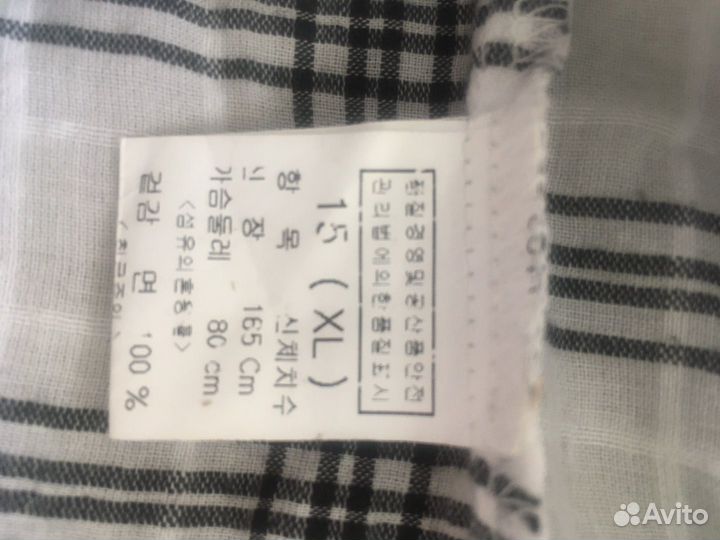 품질경영및공산품안전
관리법에의한품질표시
15 ( XL )
항 목 신체치수
신 장 165 Cm
가슴둘레 80 cm
<섬유의혼용률>
겉감 면 100 %
Avito